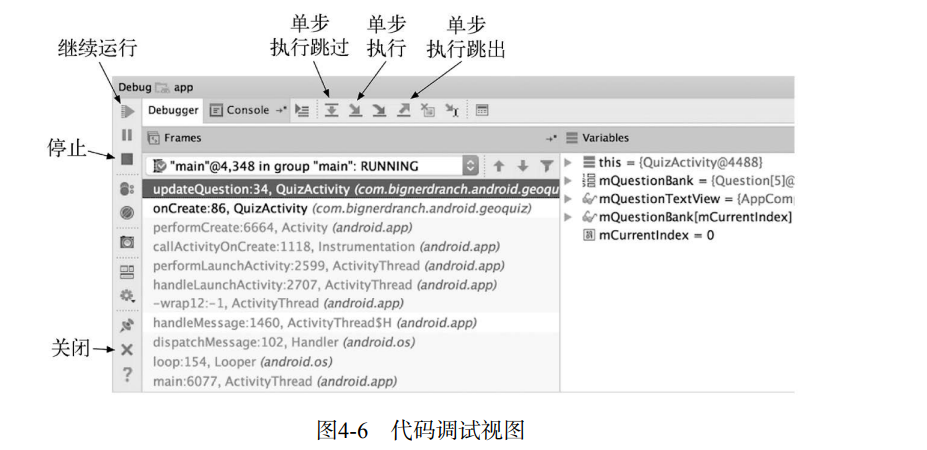 单步
执行跳过
单步
执行
单步
执行跳出
继续运行
停止
关闭
Debug app
Debugger
Console
Frames
Variables
"main"@4,348 in group "main": RUNNING
updateQuestion:34, QuizActivity (com.bignerdranch.android.geoqu
onCreate:86, QuizActivity (com.bignerdranch.android.geoquiz)
performCreate:6664, Activity (android.app)
callActivityOnCreate:1118, Instrumentation (android.app)
performLaunchActivity:2599, ActivityThread (android.app)
handleLaunchActivity:2707, ActivityThread (android.app)
-wrap12:-1, ActivityThread (android.app)
handleMessage:1460, ActivityThread$H (android.app)
dispatchMessage:102, Handler (android.os)
loop:154, Looper (android.os)
main:6077, ActivityThread (android.app)
this = {QuizActivity@4488}
mQuestionBank = {Question[5]@
mQuestionTextView = {AppComp
mQuestionBank[mCurrentIndex]
mCurrentIndex = 0
图4-6 代码调试视图